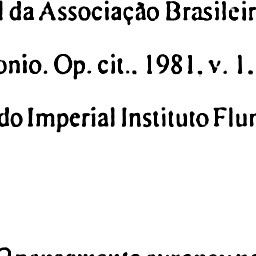 l da Associação Brasileir
onio. Op. cit.. 1981. v. 1.
do Imperial Instituto Flur